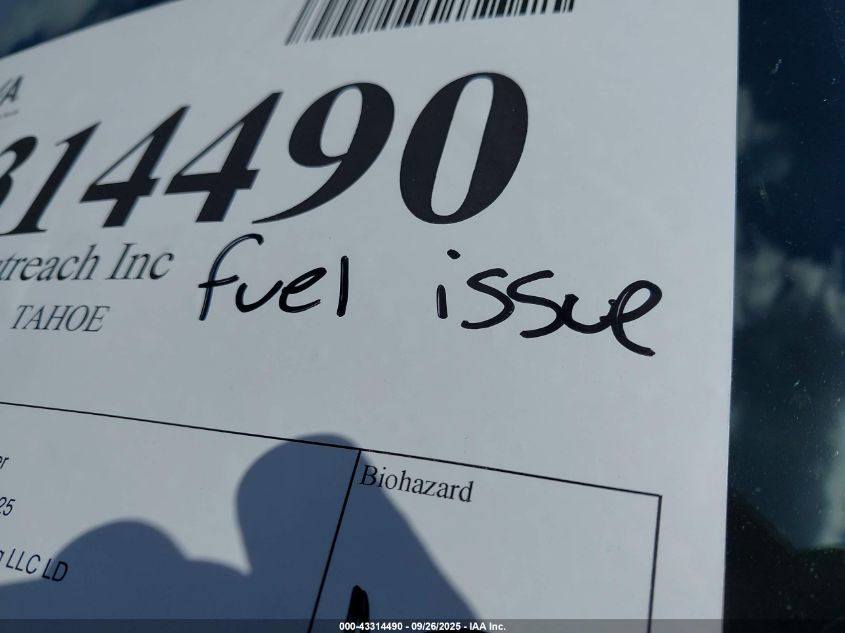 314490
treach Inc fuel issue
TAHOE
Biohazard
25
LLC LD
000-43314490 - 09/26/2025 - IAA Inc.